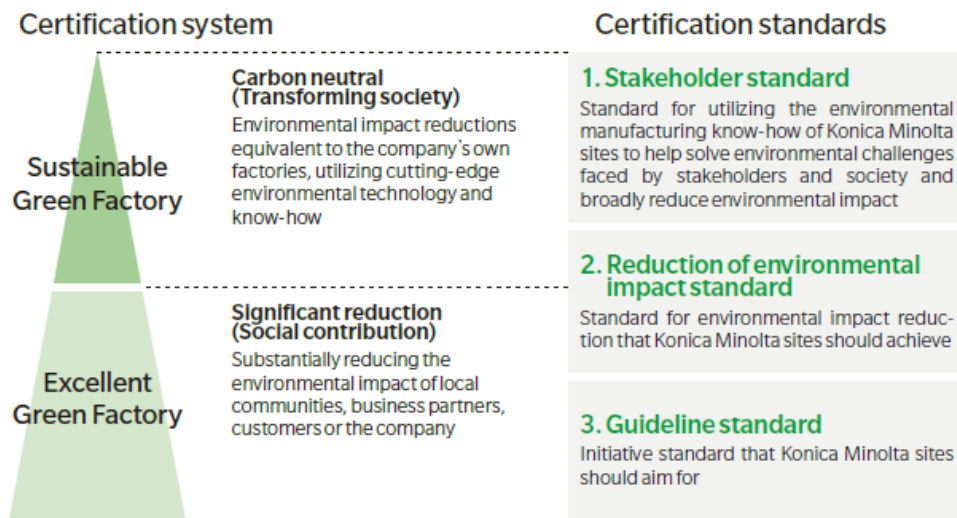 Certification system
Sustainable
Green Factory
Carbon neutral
(Transforming society)
Environmental impact reductions
equivalent to the company's own
factories, utilizing cutting-edge
environmental technology and
know-how
Excellent
Green Factory
Significant reduction
(Social contribution)
Substantially reducing the
environmental impact of local
communities, business partners,
customers or the company
Certification standards
1. Stakeholder standard
Standard for utilizing the environmental
manufacturing know-how of Konica Minolta
sites to help solve environmental challenges
faced by stakeholders and society and
broadly reduce environmental impact
2. Reduction of environmental
impact standard
Standard for environmental impact reduc-
tion that Konica Minolta sites should achieve
3. Guideline standard
Initiative standard that Konica Minolta sites
should aim for